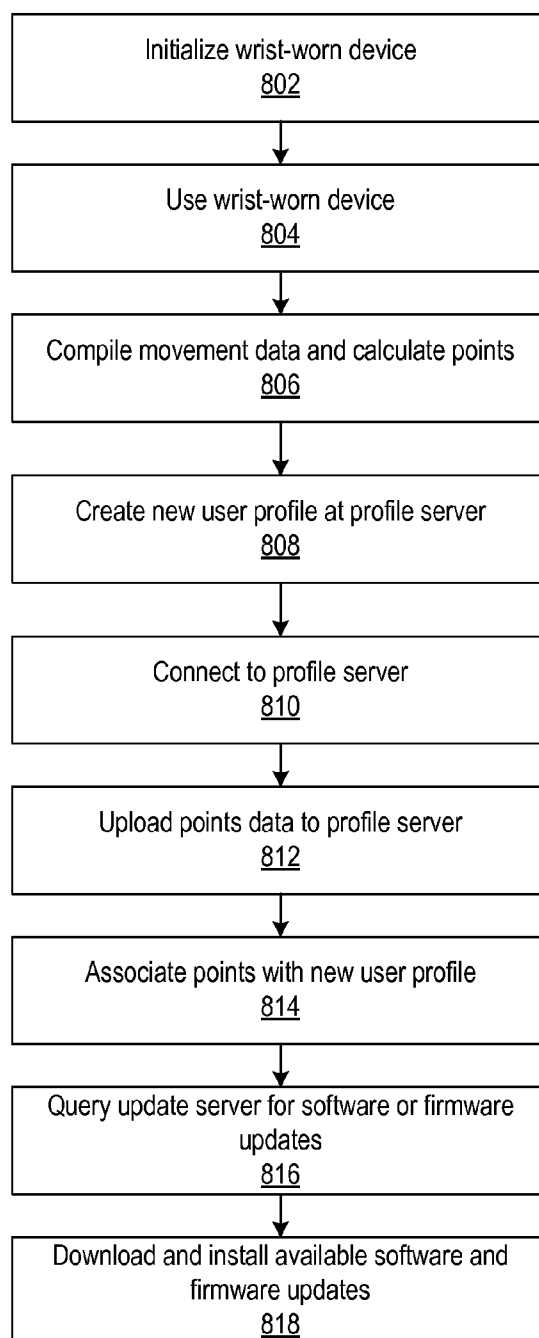 Initialize wrist-worn device
802
Use wrist-worn device
804
Compile movement data and calculate points
806
Create new user profile at profile server
808
Connect to profile server
810
Upload points data to profile server
812
Associate points with new user profile
814
Query update server for software or firmware
updates
816
Download and install available software and
firmware updates
818